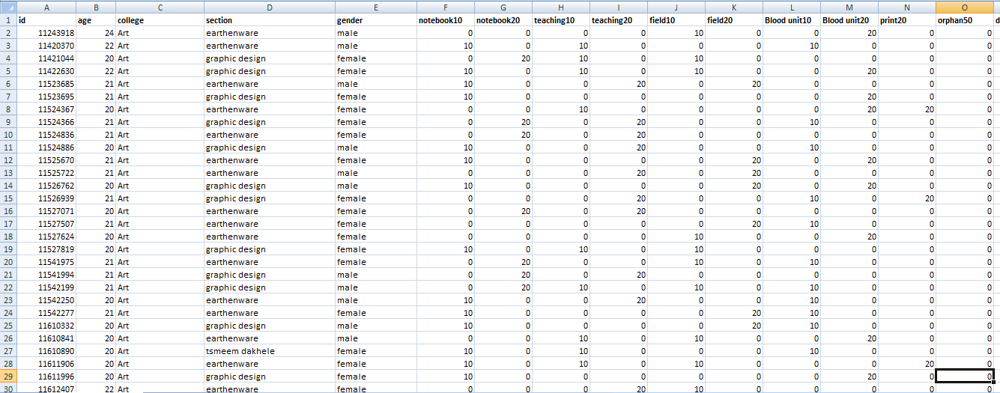 A B C D E F G H I J K L M N O
1 id age college section gender notebook10 notebook20 teaching10 teaching20 field10 field20 Blood unit10 Blood unit20 print20 orphan50 d
2 11243918 24 Art earthenware male 0 0 0 0 10 0 0 20 0 0
3 11420370 22 Art earthenware male 10 0 10 0 0 0 10 0 0 0
4 11421044 20 Art graphic design female 0 20 10 0 10 0 0 0 0 0
5 11422630 22 Art graphic design female 10 0 10 0 10 0 0 20 0 0
6 11523685 21 Art earthenware male 10 0 0 20 0 20 0 0 0 0
7 11523695 21 Art graphic design female 10 0 0 0 0 0 0 20 0 0
8 11524367 20 Art earthenware female 0 0 10 0 0 0 0 20 20 0
9 11524366 21 Art graphic design female 0 20 0 20 0 0 10 0 0 0
10 11524836 21 Art earthenware female 0 20 0 20 0 0 0 0 0 0
11 11524886 20 Art graphic design male 10 0 0 20 0 0 10 0 0 0
12 11525670 21 Art earthenware female 10 0 0 0 0 20 0 20 0 0
13 11525722 21 Art earthenware male 0 0 0 20 0 20 0 0 0 0
14 11526762 20 Art graphic design male 10 0 0 0 0 20 0 20 0 0
15 11526939 21 Art graphic design female 0 0 0 20 0 0 10 0 20 0
16 11527071 20 Art earthenware female 0 20 0 20 0 0 0 0 0 0
17 11527507 21 Art earthenware female 0 0 0 0 0 20 10 0 0 0
18 11527624 20 Art earthenware female 0 0 0 0 10 0 0 20 0 0
19 11527819 20 Art graphic design female 10 0 10 0 10 0 0 0 0 0
20 11541975 21 Art earthenware female 0 20 0 0 10 0 10 0 0 0
21 11541994 21 Art graphic design male 0 20 0 20 0 0 0 0 0 0
22 11542199 21 Art graphic design male 0 20 10 0 10 0 10 0 0 0
23 11542250 20 Art earthenware male 10 0 0 20 0 0 10 0 0 0
24 11542277 21 Art earthenware female 10 0 0 0 0 20 10 0 0 0
25 11610332 20 Art graphic design male 10 0 0 0 0 20 10 0 0 0
26 11610841 20 Art earthenware male 10 0 10 0 10 0 0 20 0 0
27 11610890 20 Art tsmeem dakhele female 10 0 10 0 0 0 10 0 0 0
28 11611906 20 Art earthenware female 10 0 10 0 10 0 0 0 20 0
29 11611996 20 Art graphic design female 10 0 0 0 0 0 0 20 0 0
30 11612407 22 Art earthenware female 0 0 0 20 10 0 0 0 0 0